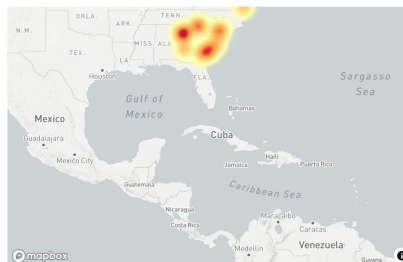 OKLA.
TENN.
N.M.
ARK.
MISS.
ALA.
TEX.
LA.
Houston
FLA.
Sargasso
Sea
Gulf of
Mexico
Bahamas
Mexico
Cuba
Guadalajara
Mexico City
Haiti
Jamaica
Puerto Rico
Guatemala
Caribbean Sea
Nicaragua
Costa Rica
Maracaibo
Caracas
Venezuela
Medellin
Guyana
mapbox